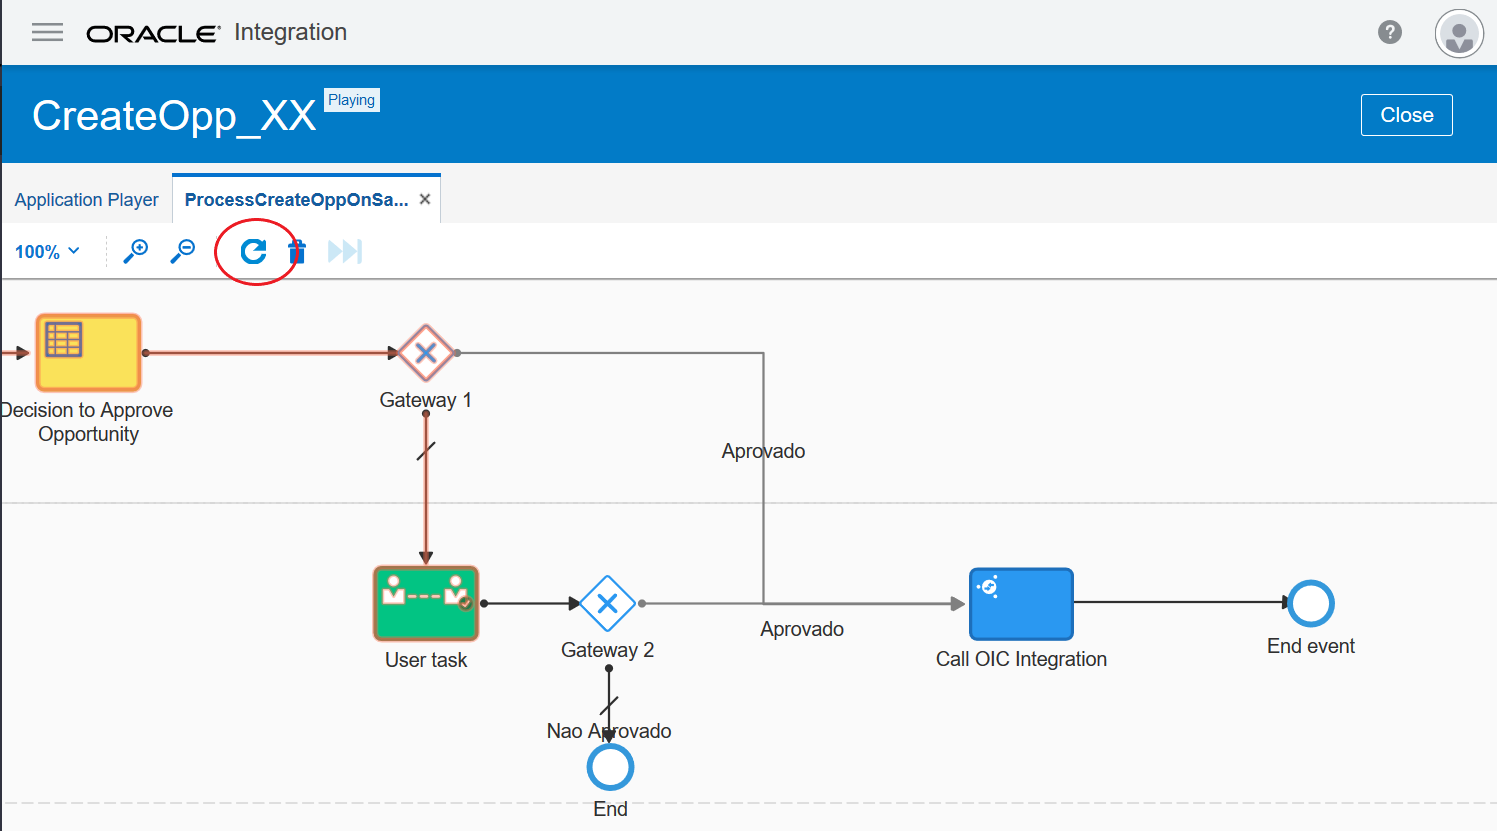 ORACLE Integration
CreateOpp_XX
Playing
Close
Application Player
ProcessCreateOppOnSa...
100%
Gateway 1
Decision to Approve
Opportunity
Aprovado
Aprovado
Gateway 2
User task
Call OIC Integration
End event
Nao Aprovado
End